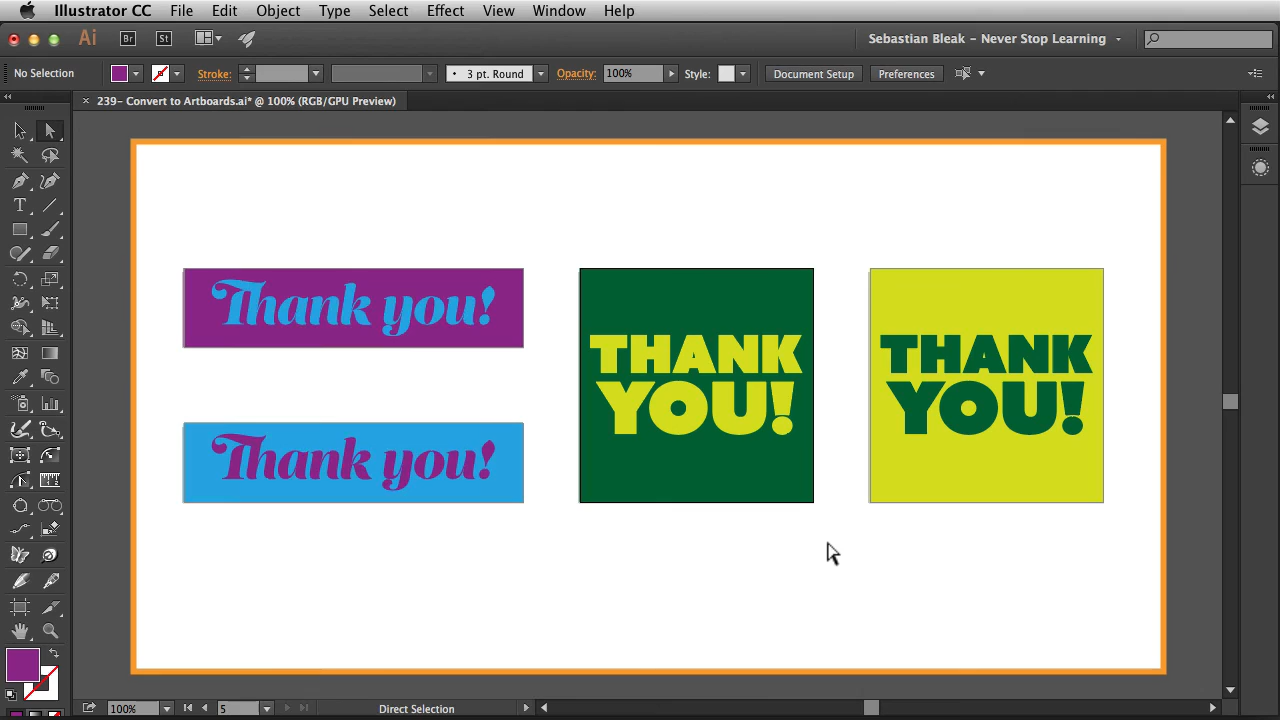 Illustrator CC File Edit Object Type Select Effect View Window Help
Ai Br St Sebastian Bleak – Never Stop Learning
No Selection Stroke: 3 pt. Round Opacity: 100% Style: Document Setup Preferences
239- Convert to Artboards.ai* @ 100% (RGB/GPU Preview)
Thank you!
THANK
YOU!
THANK
YOU!
Thank you!
100% 5 Direct Selection